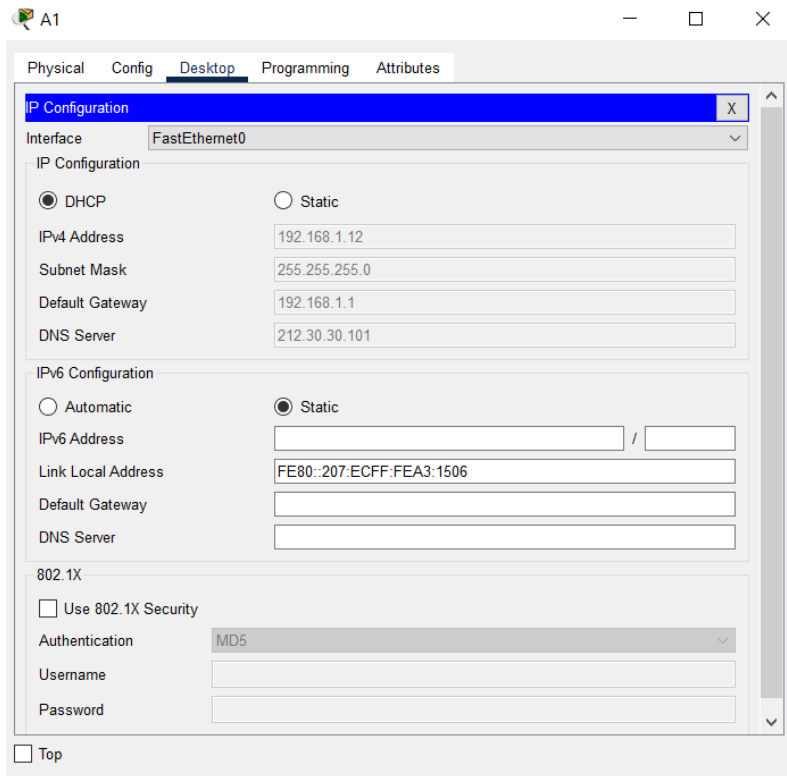 A1
Physical Config Desktop Programming Attributes
IP Configuration X
Interface FastEthernet0
IP Configuration
DHCP Static
IPv4 Address 192.168.1.12
Subnet Mask 255.255.255.0
Default Gateway 192.168.1.1
DNS Server 212.30.30.101
IPv6 Configuration
Automatic Static
IPv6 Address /
Link Local Address FE80::207:ECFF:FEA3:1506
Default Gateway
DNS Server
802.1X
Use 802.1X Security
Authentication MD5
Username
Password
Top